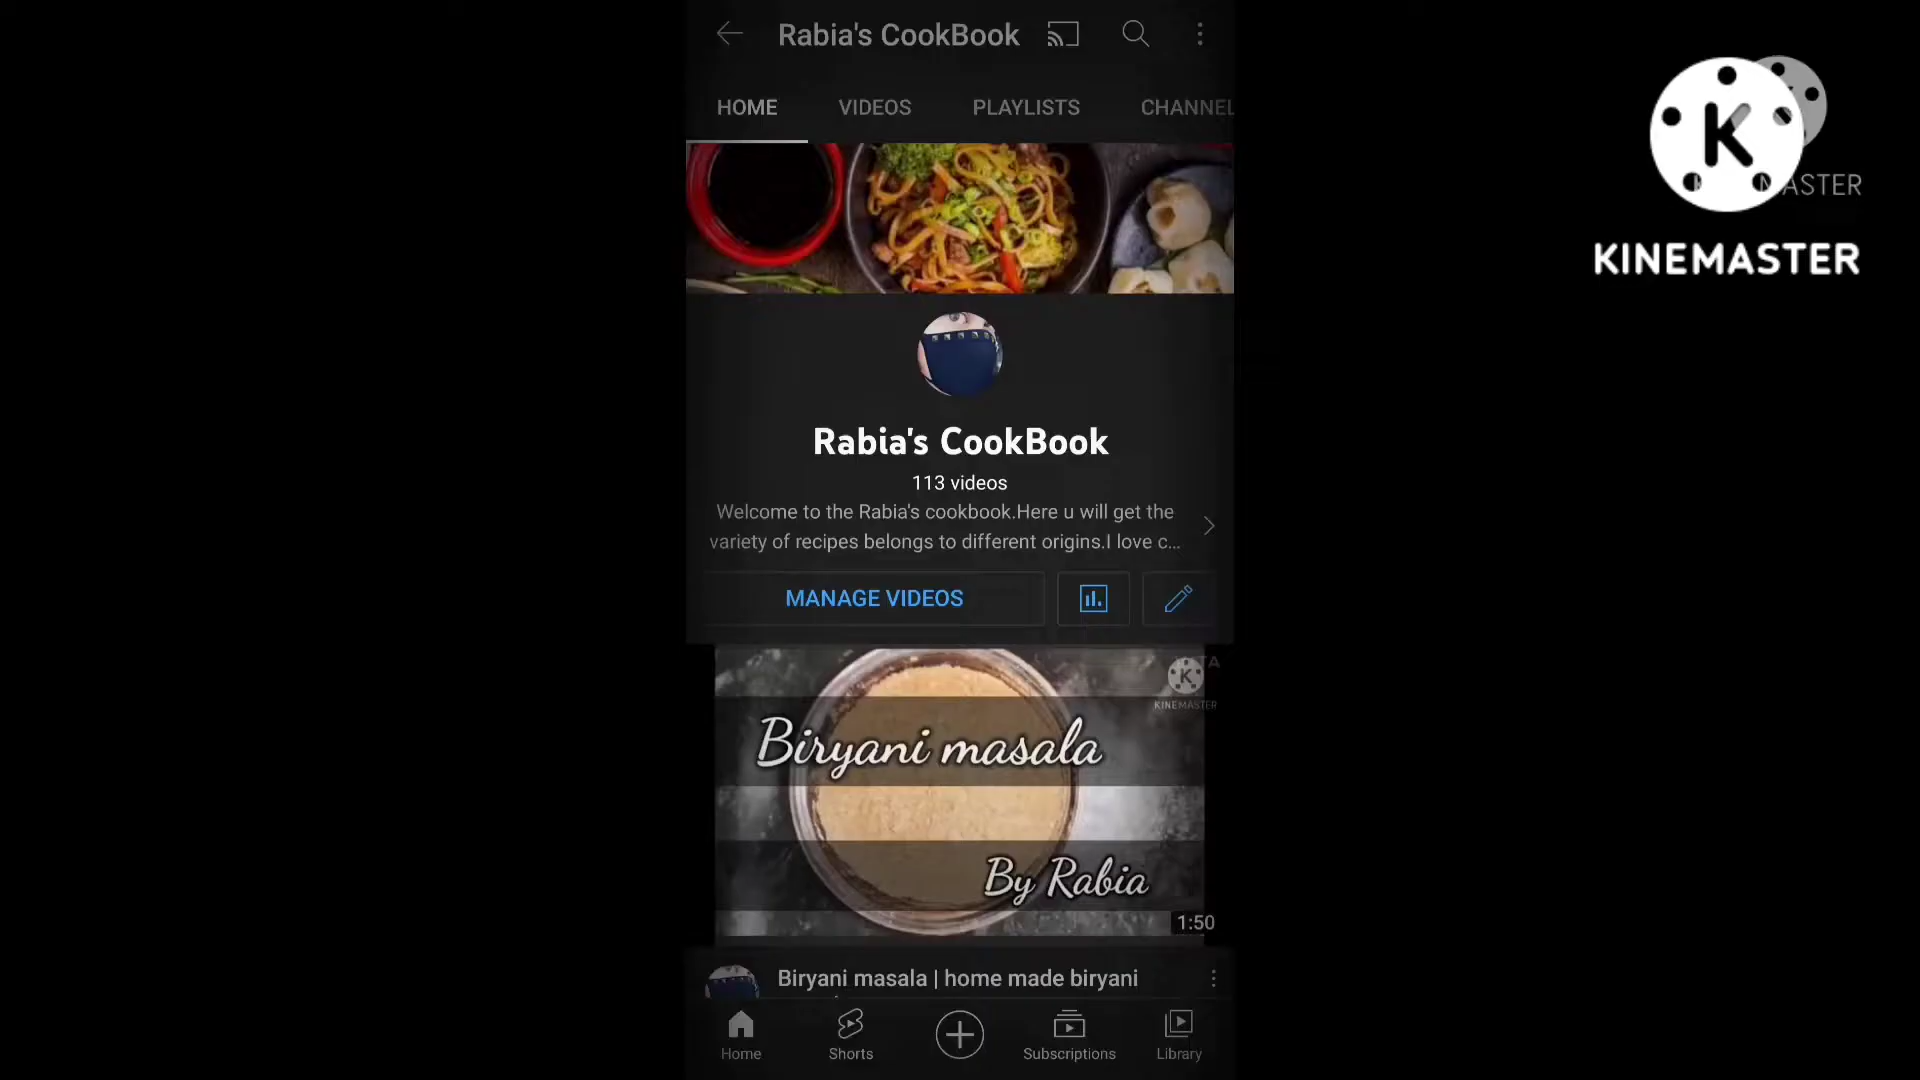 Rabia's CookBook
HOME VIDEOS PLAYLISTS CHANNEL
K
MASTER
KINEMASTER
Rabia's CookBook
113 videos
Welcome to the Rabia's cookbook.Here u will get the
variety of recipes belongs to different origins.I love c...
MANAGE VIDEOS
K
KINEMASTER
Biryani masala
By Rabia
1:50
Biryani masala | home made biryani
Home Shorts Subscriptions Library